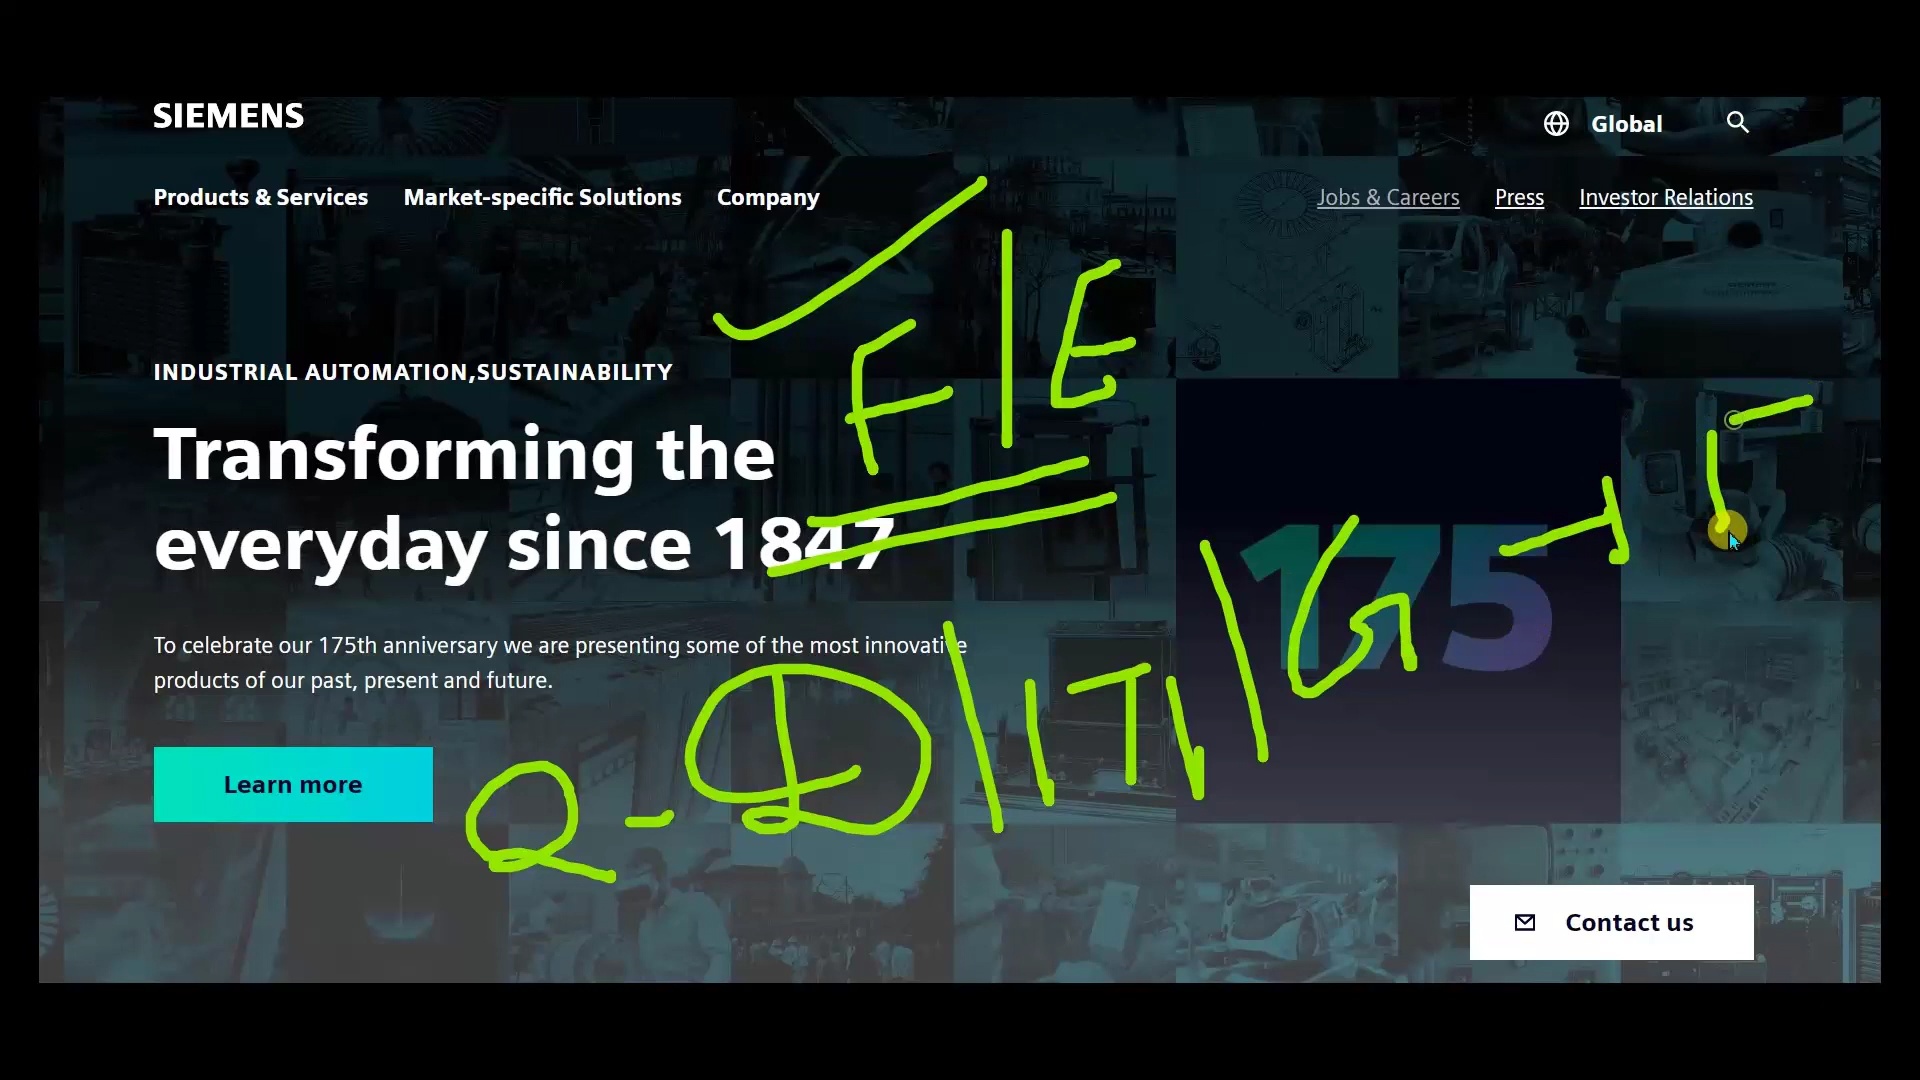 SIEMENS
Global
Products & Services Market-specific Solutions Company
Jobs & Careers Press Investor Relations
F|E
INDUSTRIAL AUTOMATION,SUSTAINABILITY
Transforming the
everyday since 1847
175
To celebrate our 175th anniversary we are presenting some of the most innovative
products of our past, present and future.
Learn more
Contact us